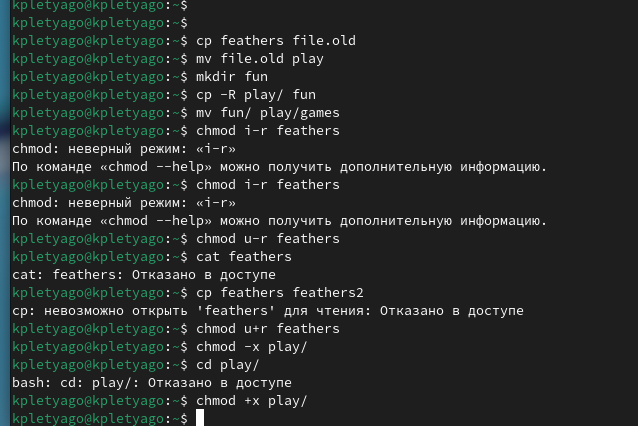 kpletyago@kpletyago:~$
kpletyago@kpletyago:~$
kpletyago@kpletyago:~$ cp feathers file.old
kpletyago@kpletyago:~$ mv file.old play
kpletyago@kpletyago:~$ mkdir fun
kpletyago@kpletyago:~$ cp -R play/ fun
kpletyago@kpletyago:~$ mv fun/ play/games
kpletyago@kpletyago:~$ chmod i-r feathers
chmod: неверный режим: «i-r»
По команде «chmod --help» можно получить дополнительную информацию.
kpletyago@kpletyago:~$ chmod i-r feathers
chmod: неверный режим: «i-r»
По команде «chmod --help» можно получить дополнительную информацию.
kpletyago@kpletyago:~$ chmod u-r feathers
kpletyago@kpletyago:~$ cat feathers
cat: feathers: Отказано в доступе
kpletyago@kpletyago:~$ cp feathers feathers2
cp: невозможно открыть 'feathers' для чтения: Отказано в доступе
kpletyago@kpletyago:~$ chmod u+r feathers
kpletyago@kpletyago:~$ chmod -x play/
kpletyago@kpletyago:~$ cd play/
bash: cd: play/: Отказано в доступе
kpletyago@kpletyago:~$ chmod +x play/
kpletyago@kpletyago:~$